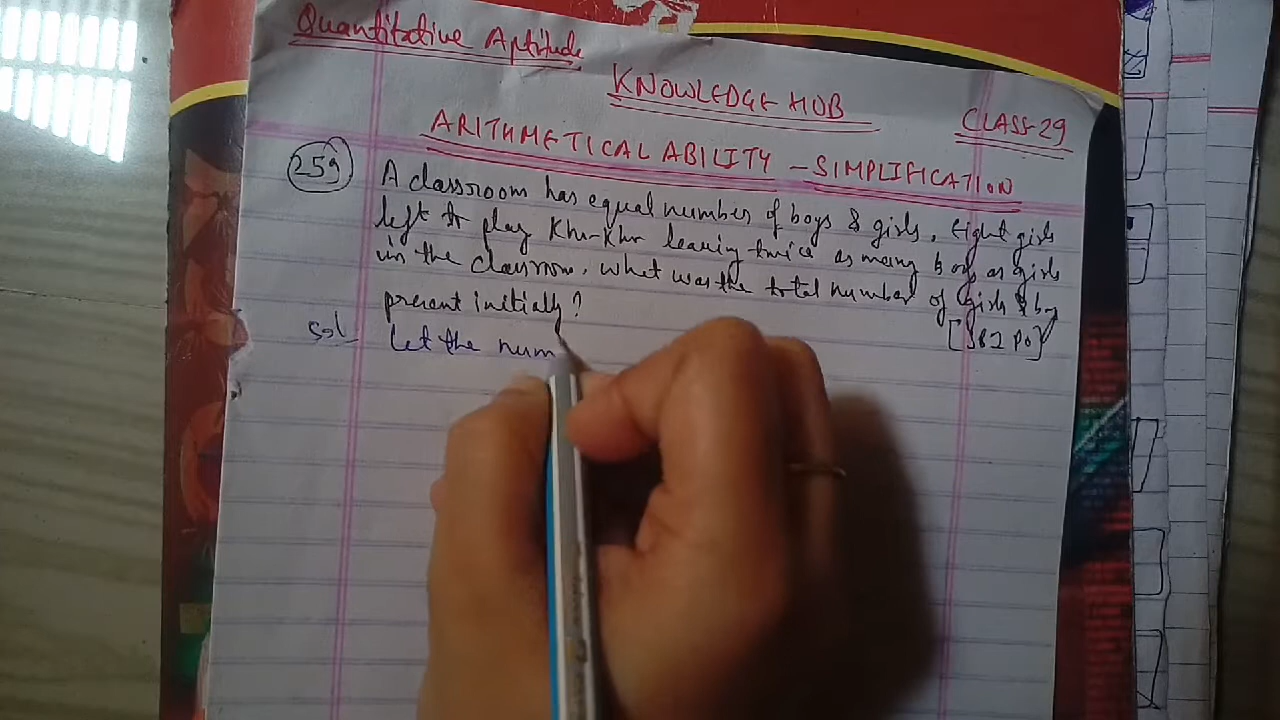 Quantitative Aptitude
KNOWLEDGE HUB
CLASS-29
ARITHMETICAL ABILITY - SIMPLIFICATION
259 A classroom has equal number of boys & girls. Eight girls
left to play Kho-Kho leaving twice as many boys as girls
in the classroom. What was the total number of girls & boys
present initially?
[SBI PO]
Sol. Let the num